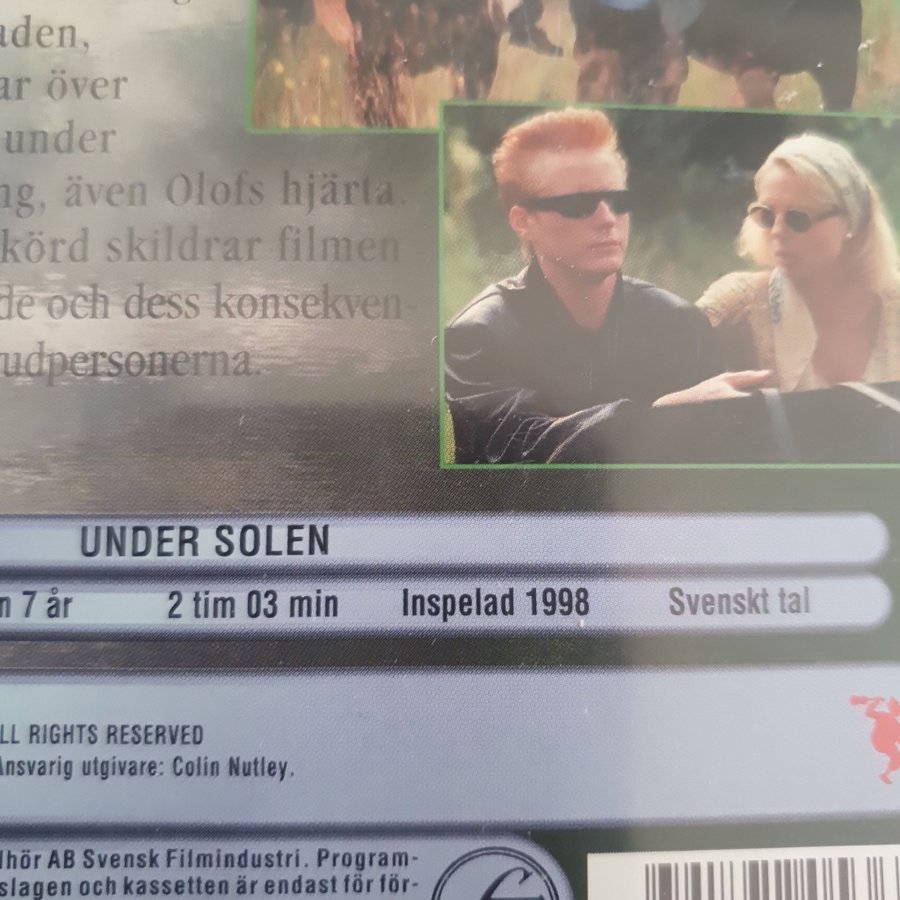 aden,
ar över
under
ng, även Olofs hjärta.
körd skildrar filmen
de och dess konsekven-
udpersonerna.
UNDER SOLEN
n 7 år 2 tim 03 min Inspelad 1998 Svenskt tal
LL RIGHTS RESERVED
Ansvarig utgivare: Colin Nutley.
lhör AB Svensk Filmindustri. Program-
slagen och kassetten är endast för för-